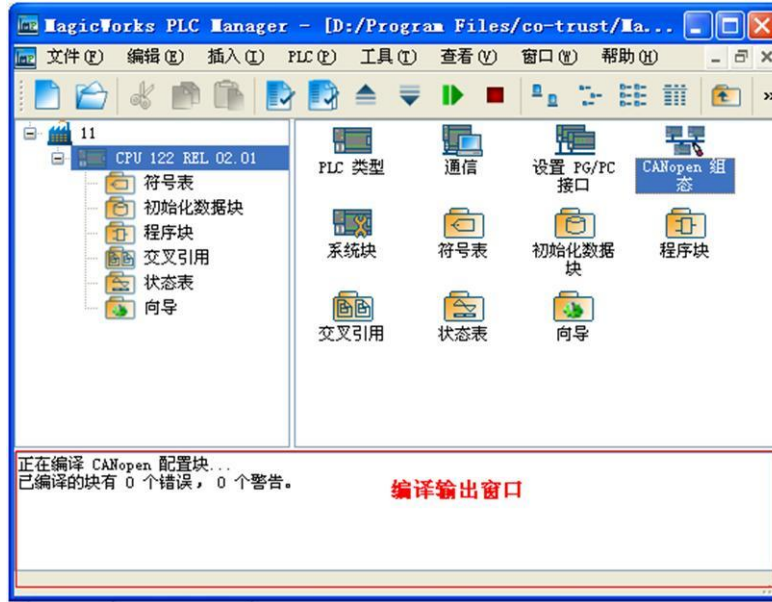 MagicWorks PLC Manager - [D:/Program Files/co-trust/Ma...
文件(F) 编辑(E) 插入(I) PLC(P) 工具(T) 查看(V) 窗口(W) 帮助(H)
11
CPU 122 REL 02.01
符号表
初始化数据块
程序块
交叉引用
状态表
向导
PLC 类型
通信
设置 PG/PC
接口
CANopen 组
态
系统块
符号表
初始化数据
块
程序块
交叉引用
状态表
向导
正在编译 CANopen 配置块...
已编译的块有 0 个错误, 0 个警告。
编译输出窗口